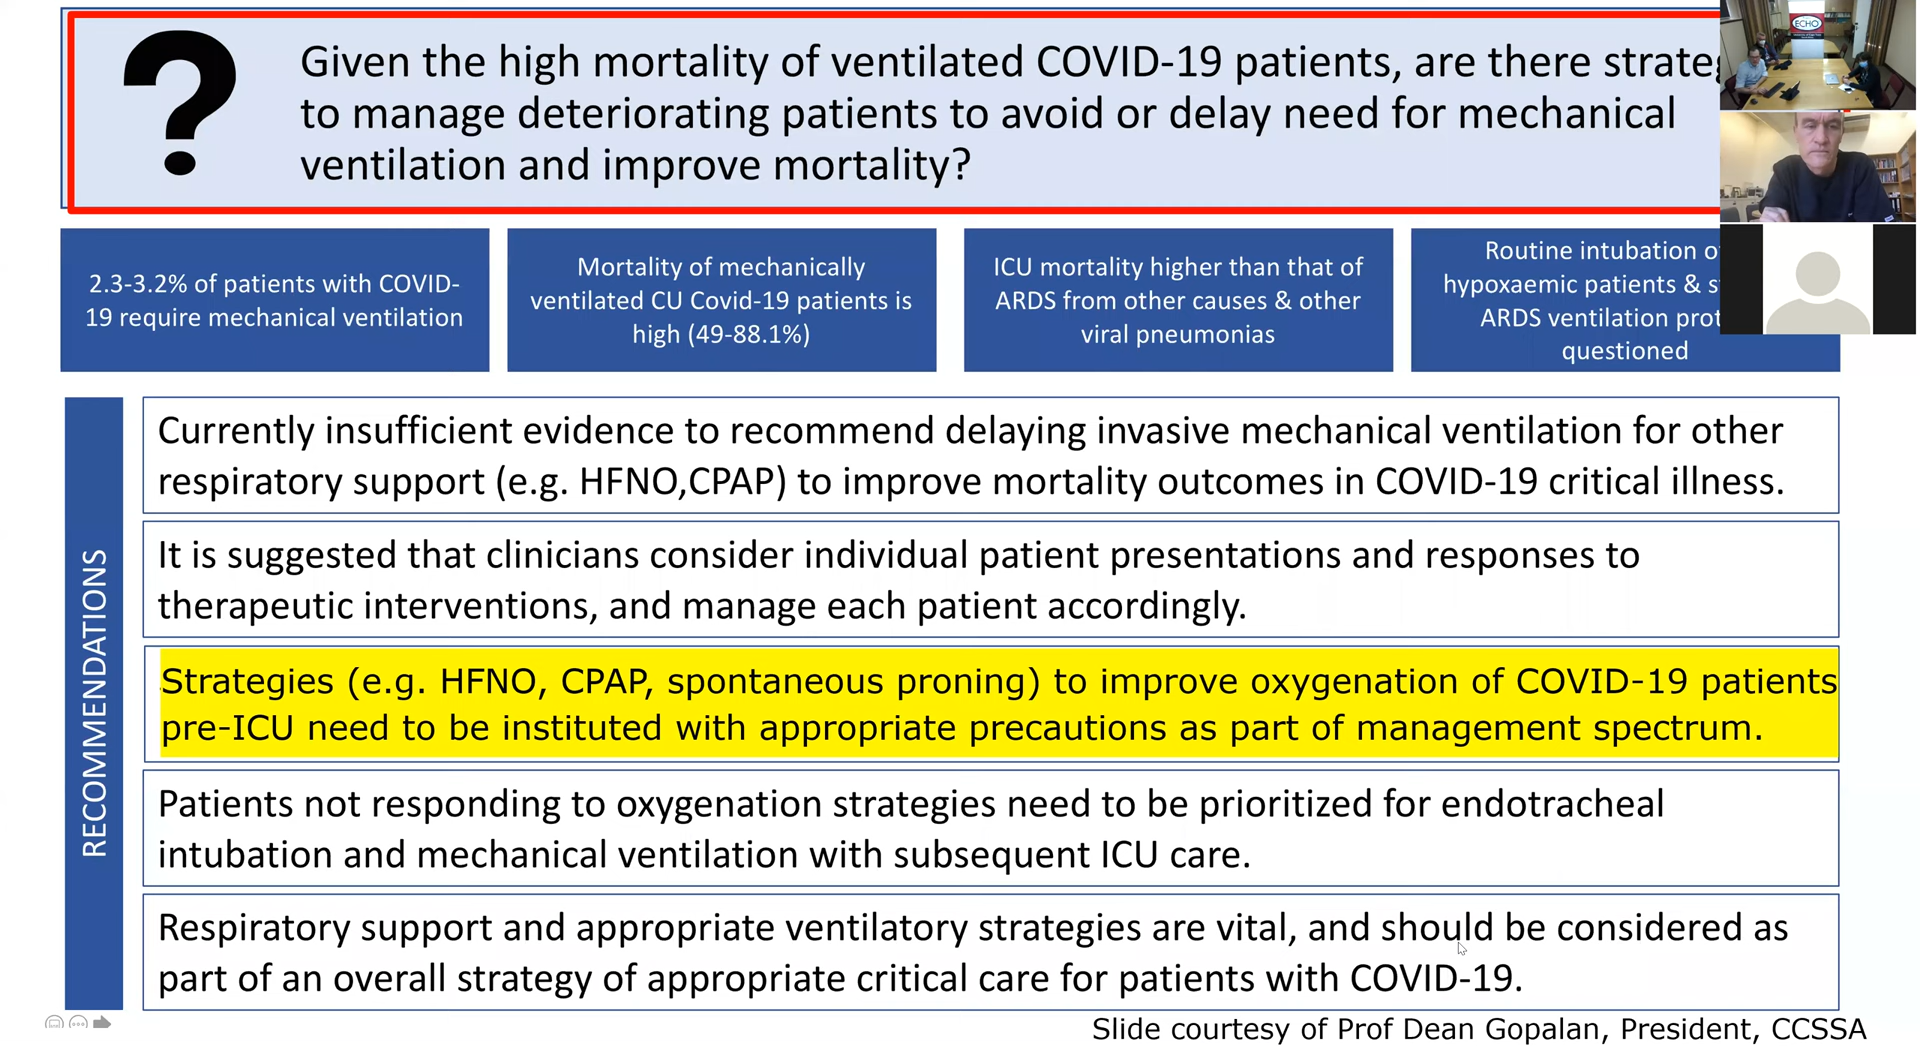 ?
Given the high mortality of ventilated COVID-19 patients, are there
to manage deteriorating patients to avoid or delay need for mechanical
ventilation and improve mortality?
ECHO
2.3-3.2% of patients with COVID-
19 require mechanical ventilation
Mortality of mechanically
ventilated CU Covid-19 patients is
high (49-88.1%)
ICU mortality higher than that of
ARDS from other causes & other
viral pneumonias
Routine intubation
hypoxaemic patients &
ARDS ventilation
questioned
RECOMMENDATIONS
Currently insufficient evidence to recommend delaying invasive mechanical ventilation for other
respiratory support (e.g. HFNO,CPAP) to improve mortality outcomes in COVID-19 critical illness.
It is suggested that clinicians consider individual patient presentations and responses to
therapeutic interventions, and manage each patient accordingly.
Strategies (e.g. HFNO, CPAP, spontaneous proning) to improve oxygenation of COVID-19 patients
pre-ICU need to be instituted with appropriate precautions as part of management spectrum.
Patients not responding to oxygenation strategies need to be prioritized for endotracheal
intubation and mechanical ventilation with subsequent ICU care.
Respiratory support and appropriate ventilatory strategies are vital, and should be considered as
part of an overall strategy of appropriate critical care for patients with COVID-19.
Slide courtesy of Prof Dean Gopalan, President, CCSSA